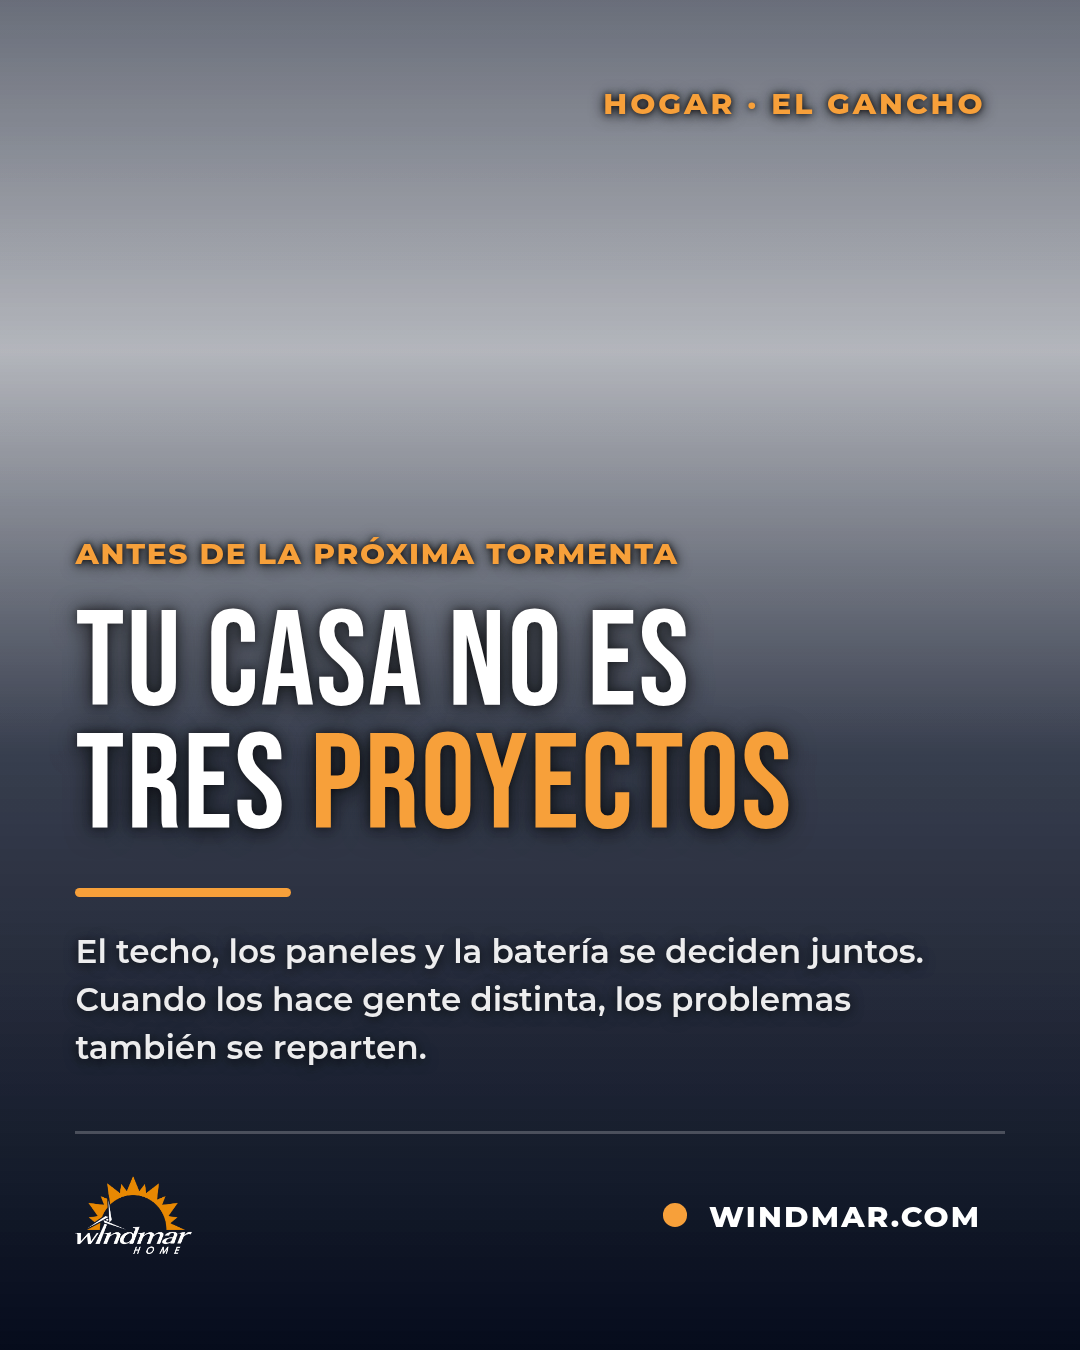 HOGAR · EL GANCHO
ANTES DE LA PRÓXIMA TORMENTA
TU CASA NO ES
TRES PROYECTOS
El techo, los paneles y la batería se deciden juntos.
Cuando los hace gente distinta, los problemas
también se reparten.
windmar
HOME
WINDMAR.COM